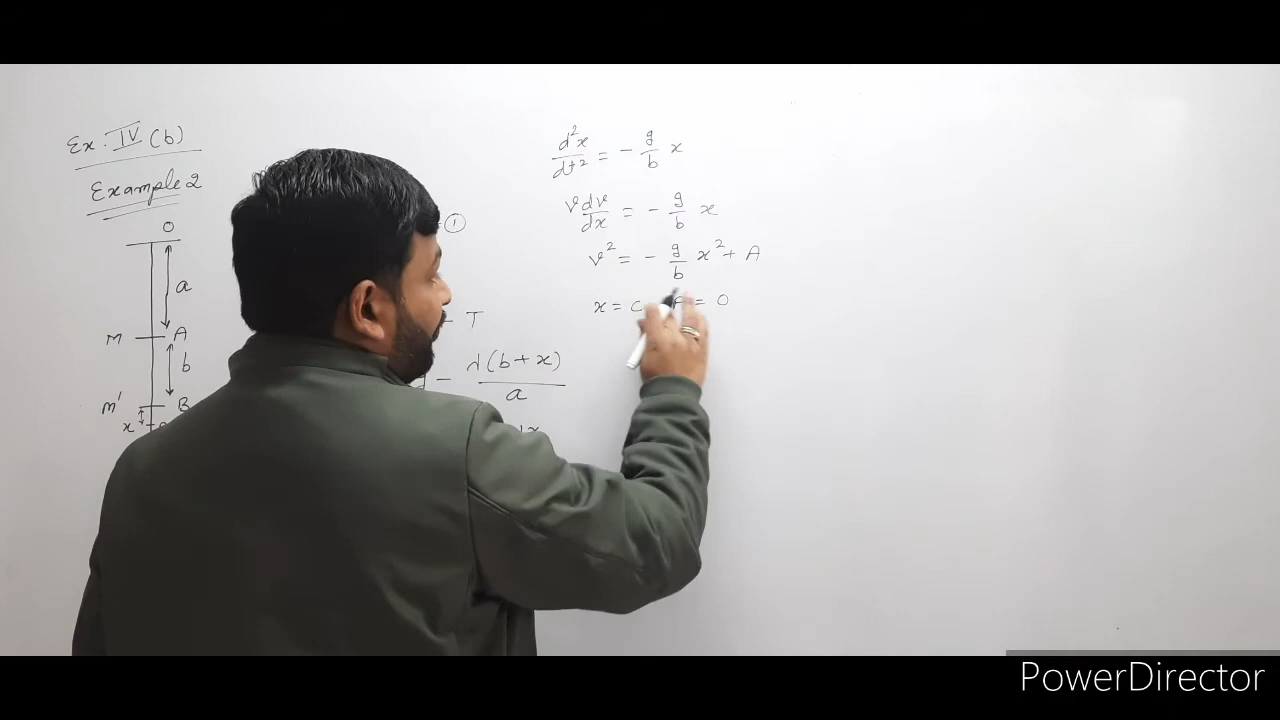 Ex. IV (b)
Example 2
O
a
M A
b
M' B
x
①
- T
- λ(b+x)/a
d²x/dt² = - g/b x
v dv/dx = - g/b x
v² = - g/b x² + A
x = c = 0
PowerDirector